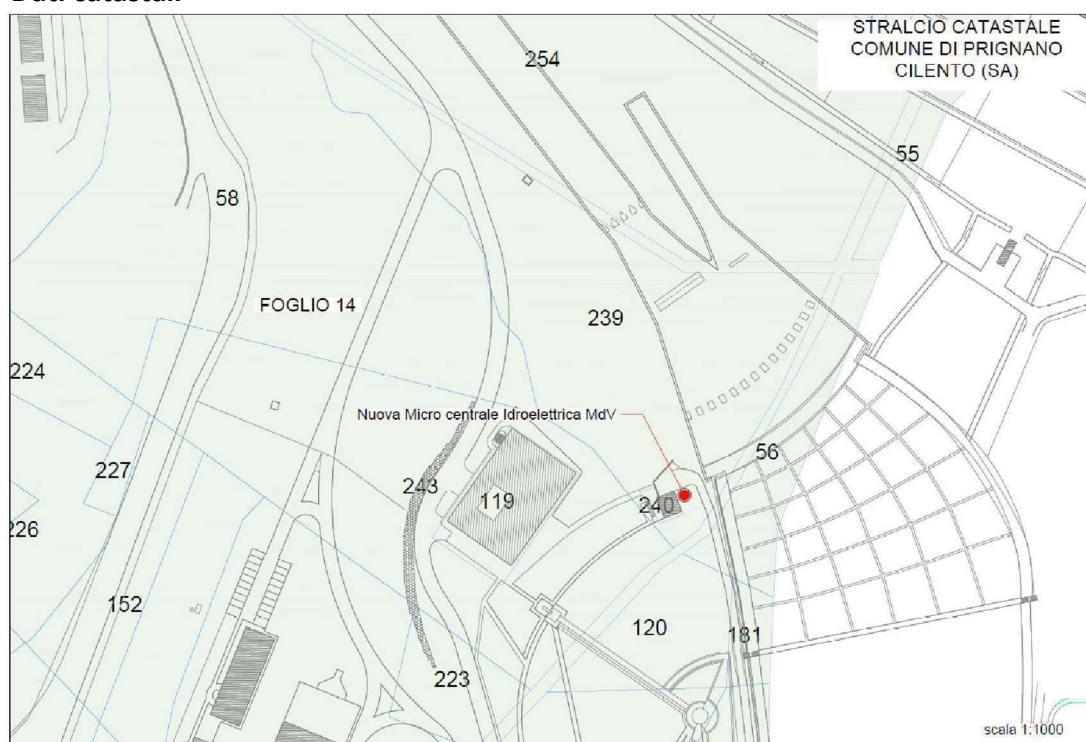 Dati catastali
STRALCIO CATASTALE
COMUNE DI PRIGNANO
CILENTO (SA)
254
55
58
FOGLIO 14
239
224
Nuova Micro centrale Idroelettrica MdV
56
227
243
119
240
226
152
120
181
223
scala 1:1000